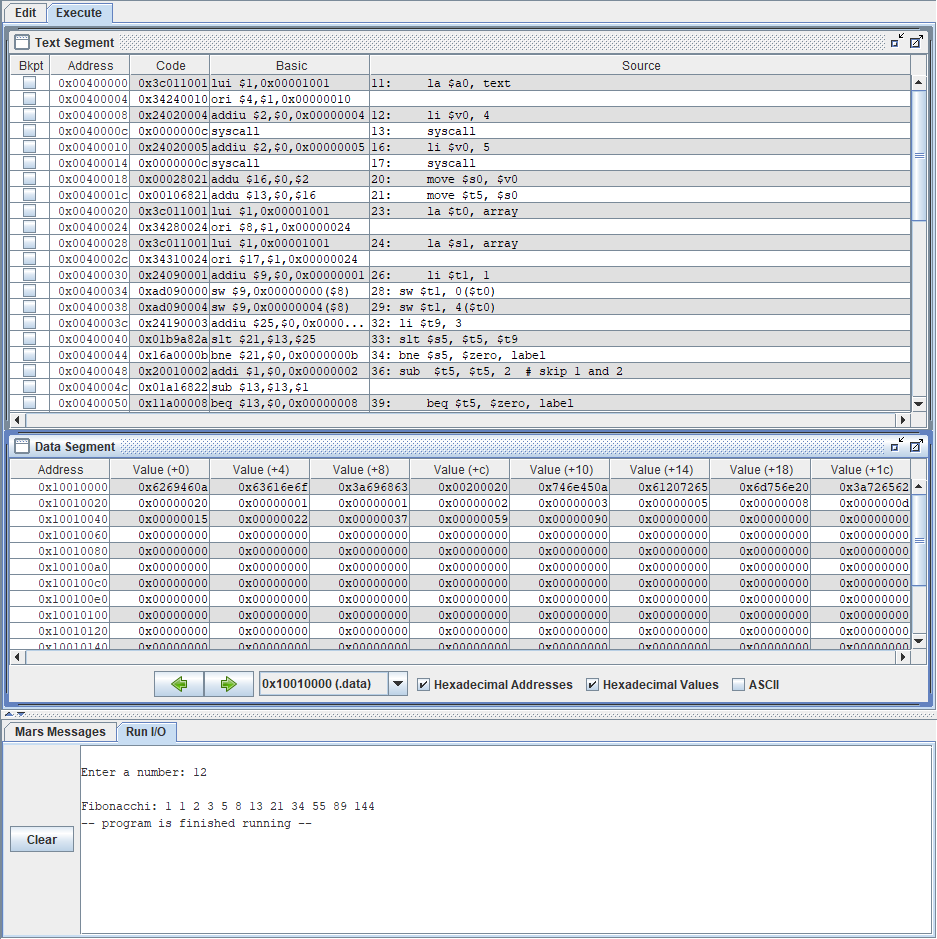 Edit Execute
Text Segment
Bkpt Address Code Basic Source
0x00400000 0x3c011001 lui $1,0x00001001 11: la $a0, text
0x00400004 0x34240010 ori $4,$1,0x00000010
0x00400008 0x24020004 addiu $2,$0,0x00000004 12: li $v0, 4
0x0040000c 0x0000000c syscall 13: syscall
0x00400010 0x24020005 addiu $2,$0,0x00000005 16: li $v0, 5
0x00400014 0x0000000c syscall 17: syscall
0x00400018 0x00028021 addu $16,$0,$2 20: move $s0, $v0
0x0040001c 0x00106821 addu $13,$0,$16 21: move $t5, $s0
0x00400020 0x3c011001 lui $1,0x00001001 23: la $t0, array
0x00400024 0x34280024 ori $8,$1,0x00000024
0x00400028 0x3c011001 lui $1,0x00001001 24: la $s1, array
0x0040002c 0x34310024 ori $17,$1,0x00000024
0x00400030 0x24090001 addiu $9,$0,0x00000001 26: li $t1, 1
0x00400034 0xad090000 sw $9,0x00000000($8) 28: sw $t1, 0($t0)
0x00400038 0xad090004 sw $9,0x00000004($8) 29: sw $t1, 4($t0)
0x0040003c 0x24190003 addiu $25,$0,0x0000... 32: li $t9, 3
0x00400040 0x01b9a82a slt $21,$13,$25 33: slt $s5, $t5, $t9
0x00400044 0x16a0000b bne $21,$0,0x0000000b 34: bne $s5, $zero, label
0x00400048 0x20010002 addi $1,$0,0x00000002 36: sub $t5, $t5, 2 # skip 1 and 2
0x0040004c 0x01a16822 sub $13,$13,$1
0x00400050 0x11a00008 beq $13,$0,0x00000008 39: beq $t5, $zero, label
Data Segment
Address Value (+0) Value (+4) Value (+8) Value (+c) Value (+10) Value (+14) Value (+18) Value (+1c)
0x10010000 0x6269460a 0x63616e6f 0x3a696863 0x00200020 0x746e450a 0x61207265 0x6d756e20 0x3a726562
0x10010020 0x00000020 0x00000001 0x00000001 0x00000002 0x00000003 0x00000005 0x00000008 0x0000000d
0x10010040 0x00000015 0x00000022 0x00000037 0x00000059 0x00000090 0x00000000 0x00000000 0x00000000
0x10010060 0x00000000 0x00000000 0x00000000 0x00000000 0x00000000 0x00000000 0x00000000 0x00000000
0x10010080 0x00000000 0x00000000 0x00000000 0x00000000 0x00000000 0x00000000 0x00000000 0x00000000
0x100100a0 0x00000000 0x00000000 0x00000000 0x00000000 0x00000000 0x00000000 0x00000000 0x00000000
0x100100c0 0x00000000 0x00000000 0x00000000 0x00000000 0x00000000 0x00000000 0x00000000 0x00000000
0x100100e0 0x00000000 0x00000000 0x00000000 0x00000000 0x00000000 0x00000000 0x00000000 0x00000000
0x10010100 0x00000000 0x00000000 0x00000000 0x00000000 0x00000000 0x00000000 0x00000000 0x00000000
0x10010120 0x00000000 0x00000000 0x00000000 0x00000000 0x00000000 0x00000000 0x00000000 0x00000000
0x10010140 0x00000000 0x00000000 0x00000000 0x00000000 0x00000000 0x00000000 0x00000000 0x00000000
0x10010000 (.data) Hexadecimal Addresses Hexadecimal Values ASCII
Mars Messages Run I/O
Enter a number: 12
Fibonacchi: 1 1 2 3 5 8 13 21 34 55 89 144
-- program is finished running --
Clear